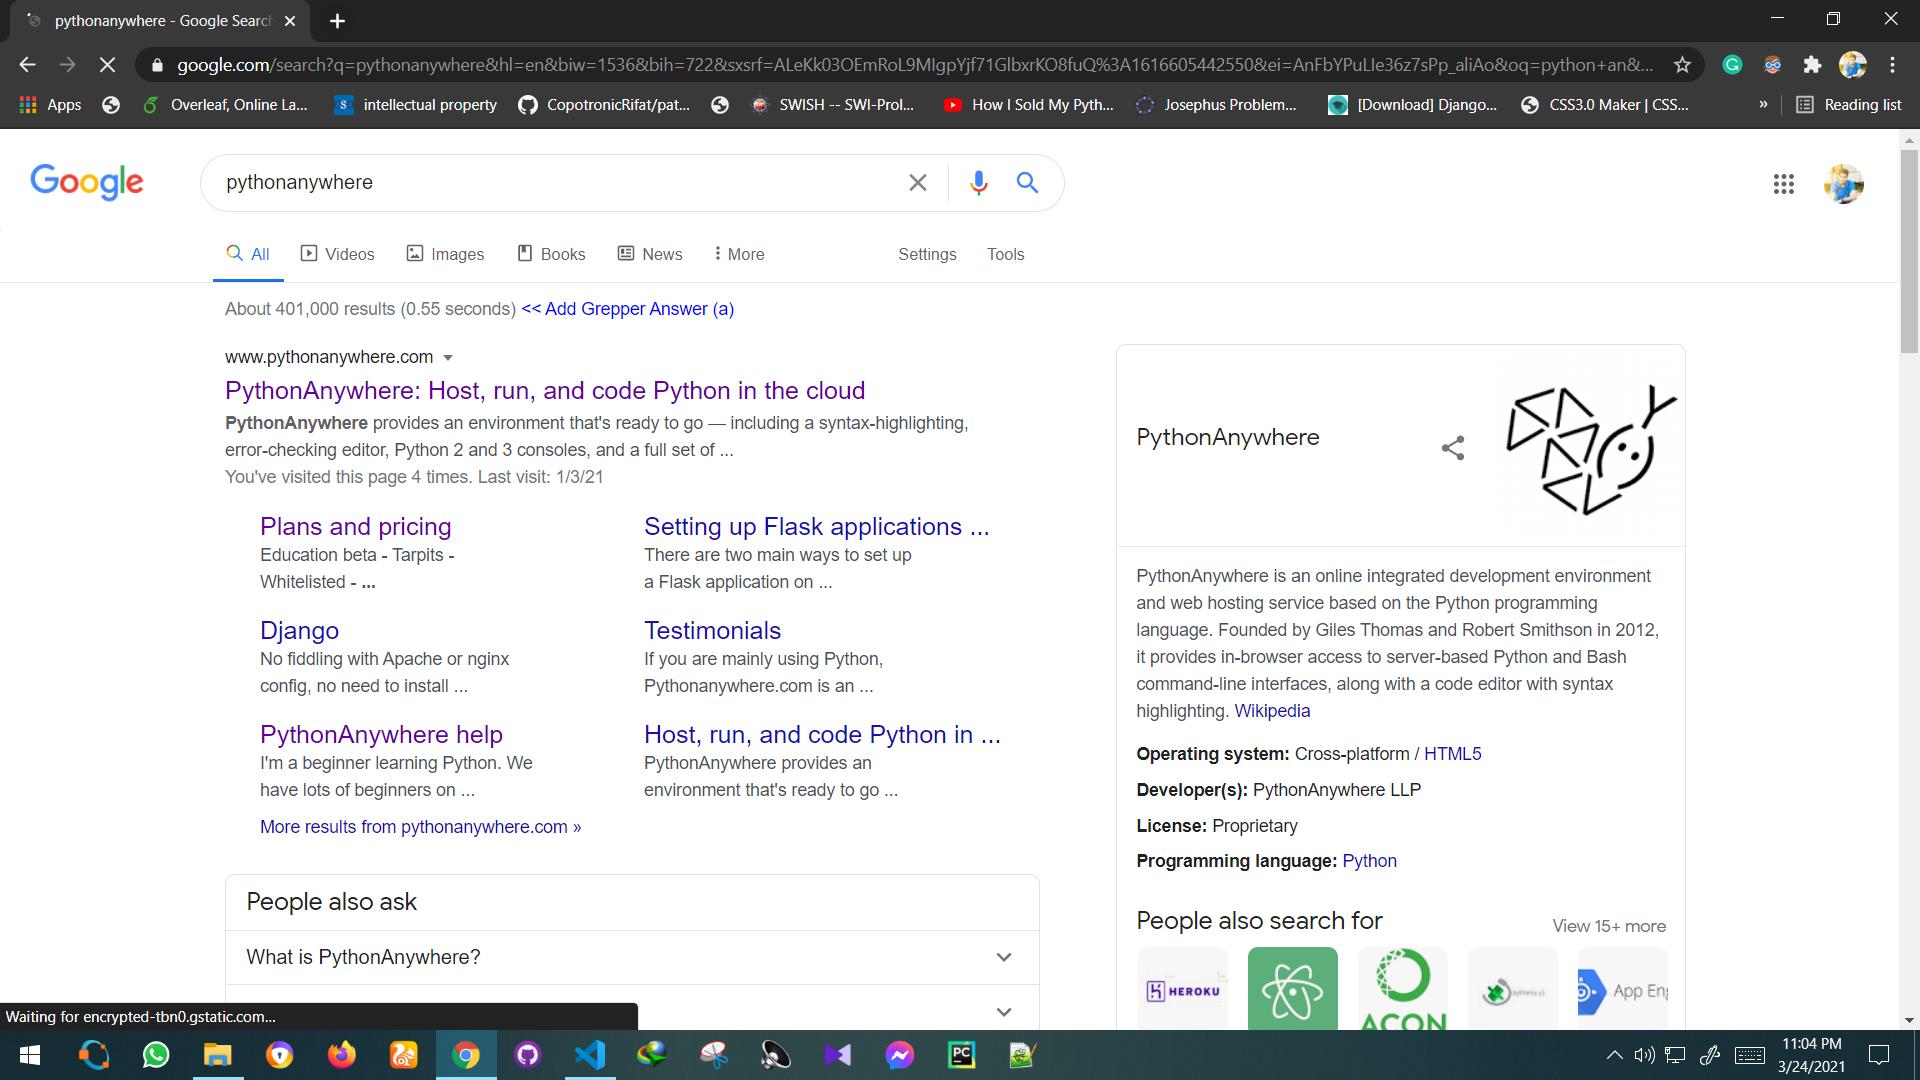 pythonanywhere - Google Search
google.com/search?q=pythonanywhere&hl=en&biw=1536&bih=722&sxsrf=ALeKk03OEmRoL9MIgpYjf71GlbxrKO8fuQ%3A1616605442550&ei=AnFbYPuLIe36z7sPp_aliAo&oq=python+an&...
Apps
Overleaf, Online La...
intellectual property
CopotronicRifat/pat...
SWISH -- SWI-Prol...
How I Sold My Pyth...
Josephus Problem...
[Download] Django...
CSS3.0 Maker | CSS...
»
Reading list
Google
pythonanywhere
All
Videos
Images
Books
News
More
Settings
Tools
About 401,000 results (0.55 seconds) << Add Grepper Answer (a)
www.pythonanywhere.com
PythonAnywhere: Host, run, and code Python in the cloud
PythonAnywhere provides an environment that's ready to go — including a syntax-highlighting,
error-checking editor, Python 2 and 3 consoles, and a full set of ...
You've visited this page 4 times. Last visit: 1/3/21
Plans and pricing
Education beta - Tarpits -
Whitelisted - ...
Setting up Flask applications ...
There are two main ways to set up
a Flask application on ...
Django
No fiddling with Apache or nginx
config, no need to install ...
Testimonials
If you are mainly using Python,
Pythonanywhere.com is an ...
PythonAnywhere help
I'm a beginner learning Python. We
have lots of beginners on ...
Host, run, and code Python in ...
PythonAnywhere provides an
environment that's ready to go ...
More results from pythonanywhere.com »
People also ask
What is PythonAnywhere?
PythonAnywhere
PythonAnywhere is an online integrated development environment
and web hosting service based on the Python programming
language. Founded by Giles Thomas and Robert Smithson in 2012,
it provides in-browser access to server-based Python and Bash
command-line interfaces, along with a code editor with syntax
highlighting. Wikipedia
Operating system: Cross-platform / HTML5
Developer(s): PythonAnywhere LLP
License: Proprietary
Programming language: Python
People also search for
View 15+ more
HEROKU
ACON
App Eng
Waiting for encrypted-tbn0.gstatic.com...
PC
11:04 PM
3/24/2021